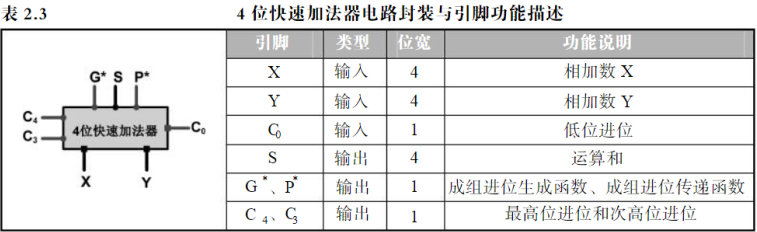 表 2.3 4 位快速加法器电路封装与引脚功能描述
G* S P*
C4
C3
4位快速加法器
C0
X Y
引脚 类型 位宽 功能说明
X 输入 4 相加数 X
Y 输入 4 相加数 Y
C0 输入 1 低位进位
S 输出 4 运算和
G*、P* 输出 1 成组进位生成函数、成组进位传递函数
C4、C3 输出 1 最高位进位和次高位进位